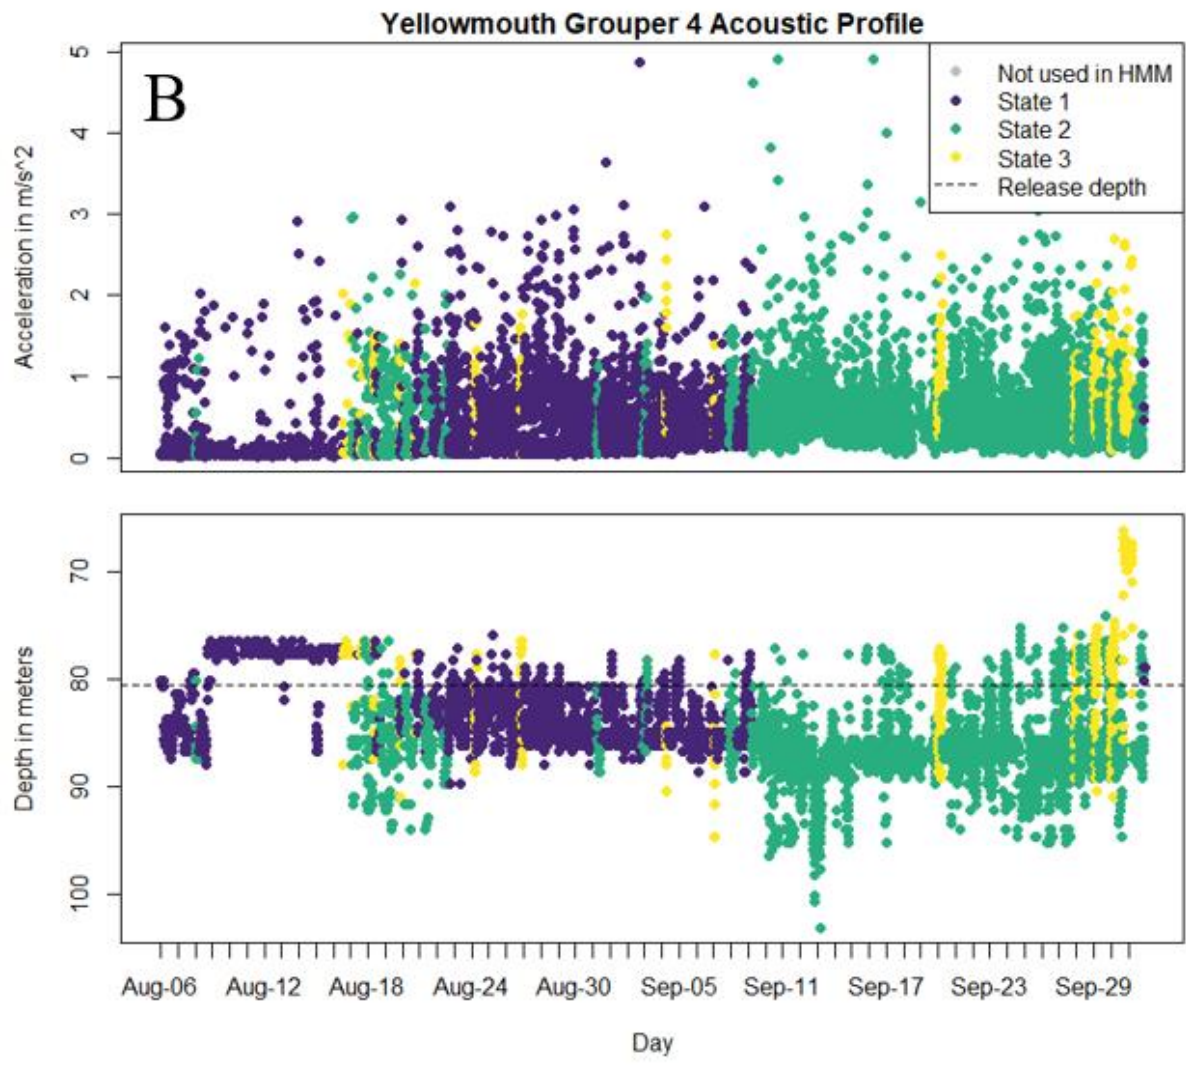 Yellowmouth Grouper 4 Acoustic Profile
B
Not used in HMM
State 1
State 2
State 3
Release depth
Acceleration in m/s^2
5
4
3
2
1
0
Depth in meters
70
80
90
100
Aug-06 Aug-12 Aug-18 Aug-24 Aug-30 Sep-05 Sep-11 Sep-17 Sep-23 Sep-29
Day